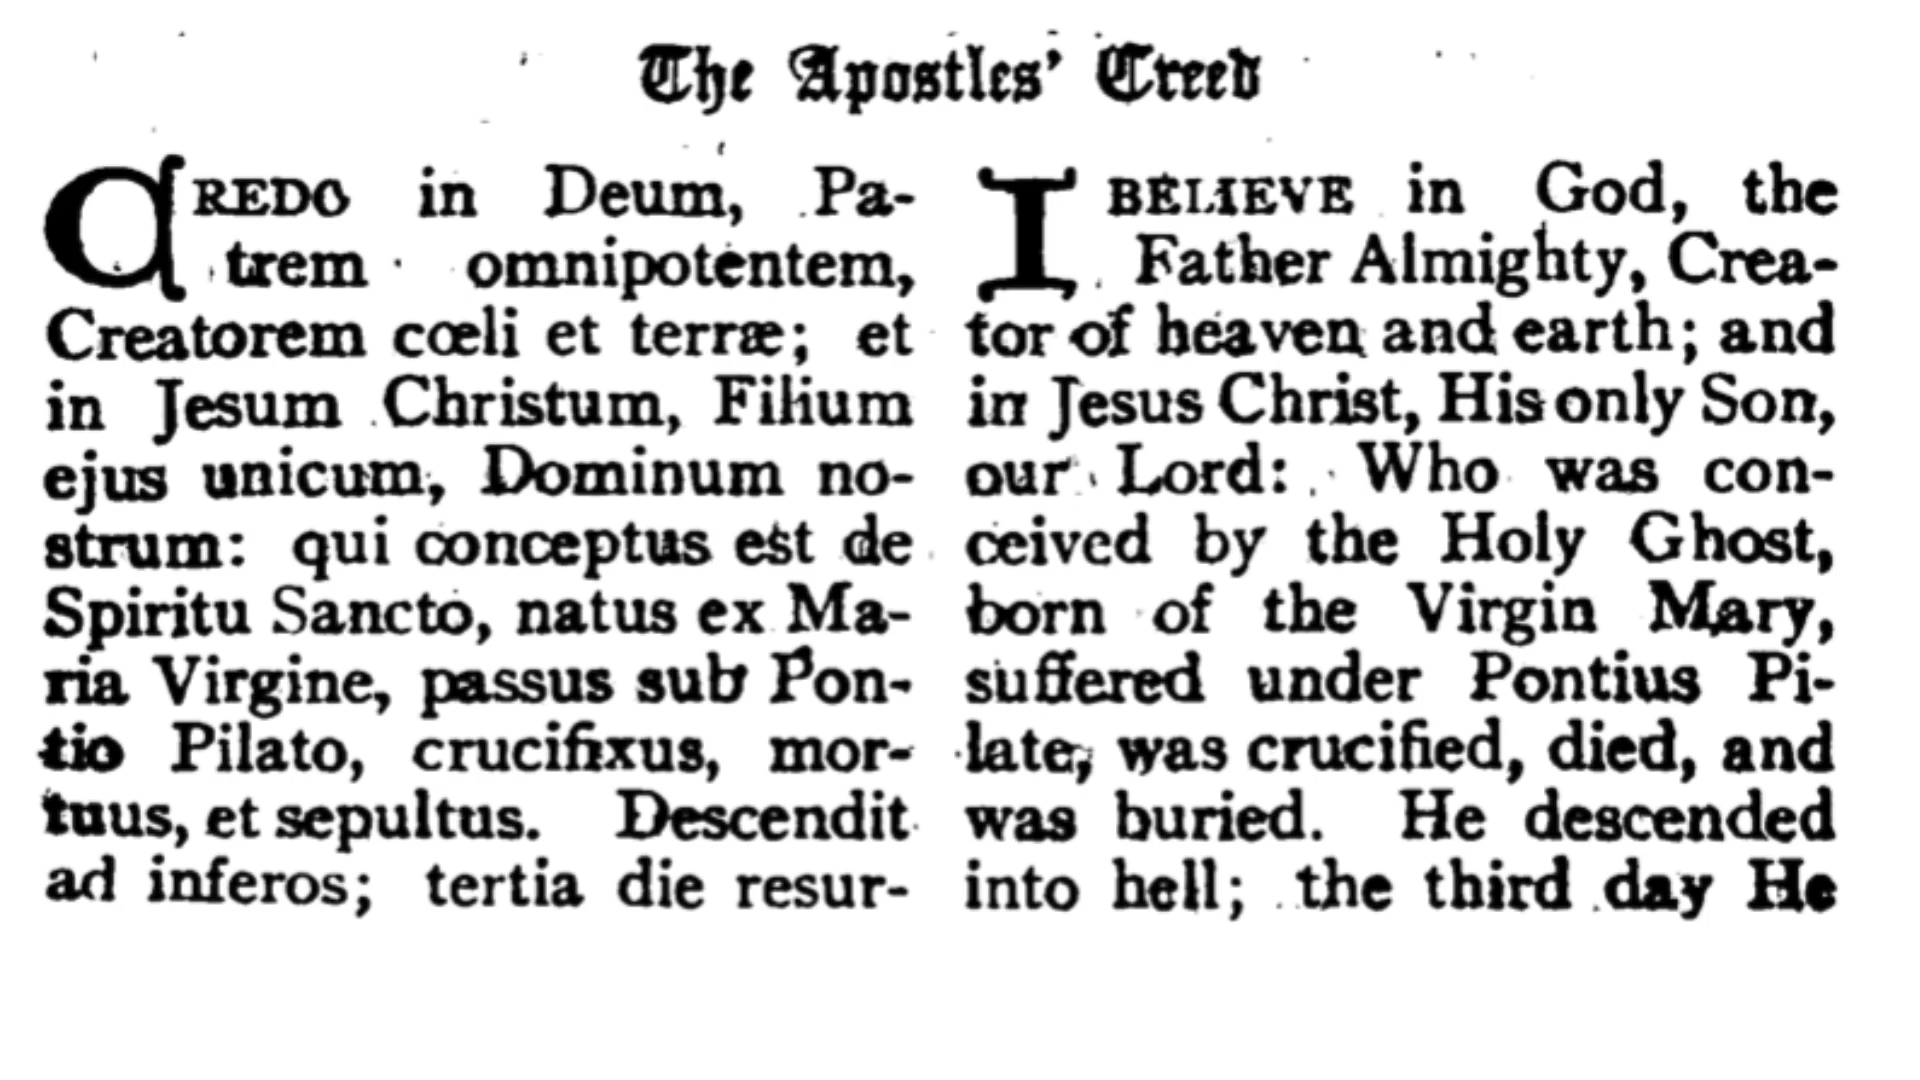 The Apostles' Creed
CREDO in Deum, Pa-
trem omnipotentem,
Creatorem cœli et terræ; et
in Jesum Christum, Filium
ejus unicum, Dominum no-
strum: qui conceptus est de
Spiritu Sancto, natus ex Ma-
ria Virgine, passus sub Pon-
tio Pilato, crucifixus, mor-
tuus, et sepultus. Descendit
ad inferos; tertia die resur-
I BELIEVE in God, the
Father Almighty, Crea-
tor of heaven and earth; and
in Jesus Christ, His only Son,
our Lord: Who was con-
ceived by the Holy Ghost,
born of the Virgin Mary,
suffered under Pontius Pi-
late, was crucified, died, and
was buried. He descended
into hell; the third day He